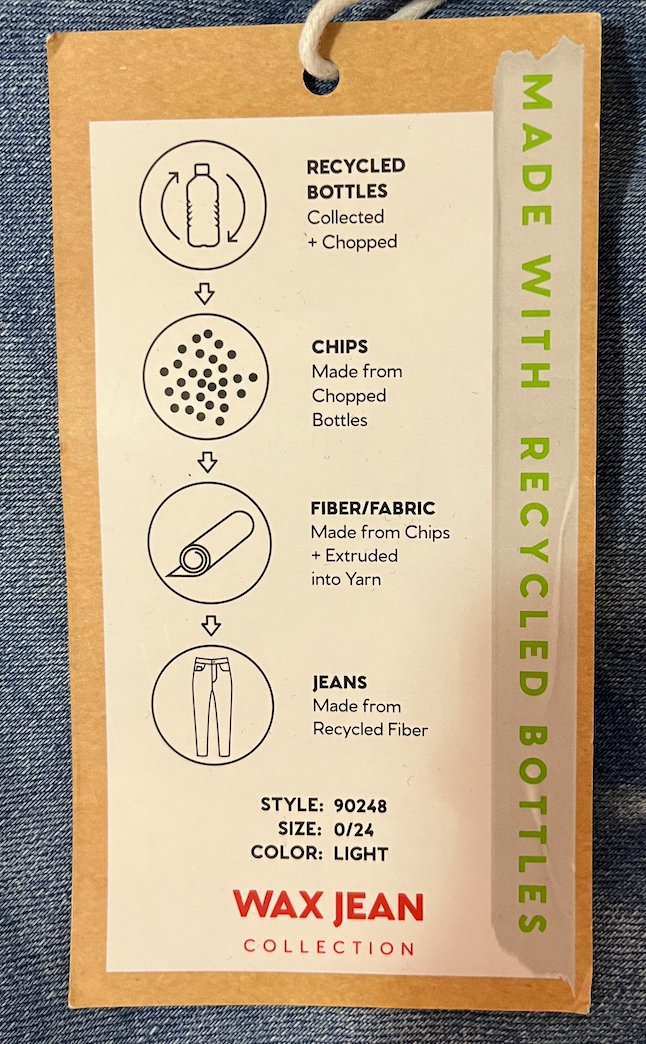 RECYCLED
BOTTLES
Collected
+ Chopped
CHIPS
Made from
Chopped
Bottles
FIBER/FABRIC
Made from Chips
+ Extruded
into Yarn
JEANS
Made from
Recycled Fiber
STYLE: 90248
SIZE: 0/24
COLOR: LIGHT
WAX JEAN
COLLECTION
MADE WITH RECYCLED BOTTLES